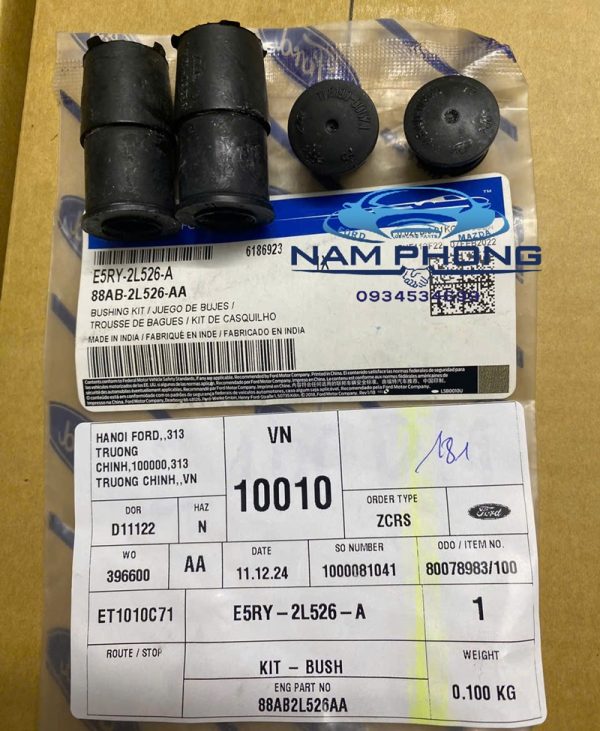 FORD
MAZDA
NAM PHONG
0934534699
6186923
E5RY-2L526-A
88AB-2L526-AA
BUSHING KIT / JUEGO DE BUJES /
TROUSSE DE BAGUES / KIT DE CASQUILHO
MADE IN INDIA / FABRIQUÉ EN INDE / FABRICADO EN INDIA
HANOI FORD,,313
TRUONG
CHINH,100000,313
TRUONG CHINH,,VN
VN
10010
181
DOR
D11122
HAZ
N
ORDER TYPE
ZCRS
Ford
WO
396600
AA
DATE
11.12.24
SO NUMBER
1000081041
ODO / ITEM NO.
80078983/100
ET1010C71
E5RY-2L526-A
1
ROUTE / STOP
KIT - BUSH
ENG PART NO
88AB2L526AA
WEIGHT
0.100 KG